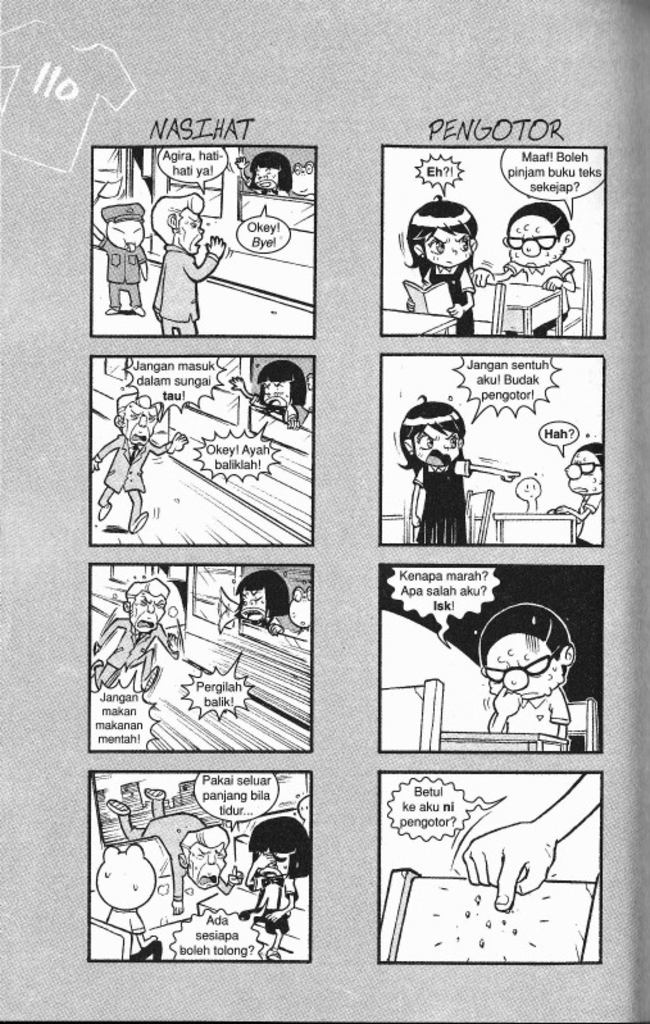 110
NASIHAT
Agira, hati-
hati ya!
Okey!
Bye!
Jangan masuk
dalam sungai
tau!
Okey! Ayah
baliklah!
Pergilah
balik!
Jangan
makan
makanan
mentah!
Pakai seluar
panjang bila
tidur...
Ada
sesiapa
boleh tolong?
PENGOTOR
Eh?!
Maaf! Boleh
pinjam buku teks
sekejap?
Jangan sentuh
aku! Budak
pengotor!
Hah?
Kenapa marah?
Apa salah aku?
Isk!
Betul
ke aku ni
pengotor?